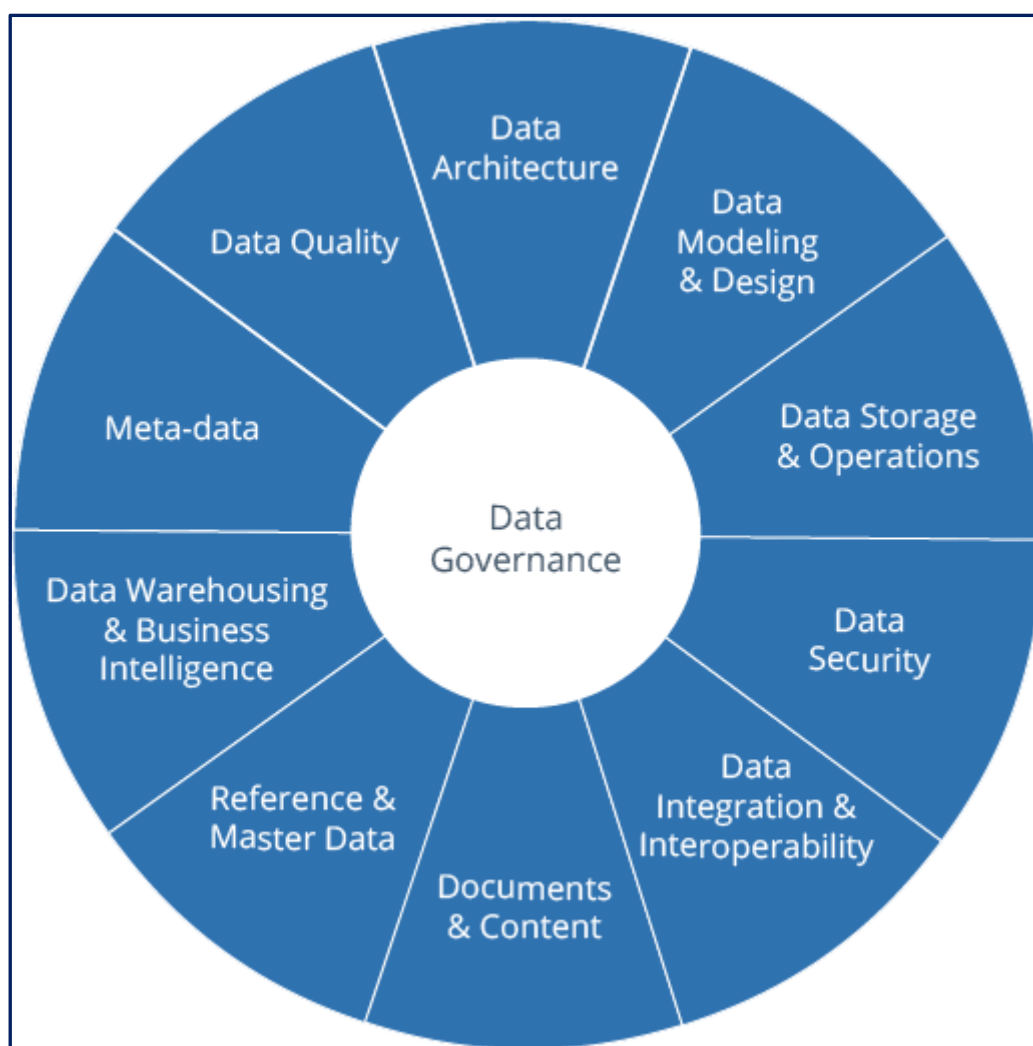 Data
Architecture
Data
Modeling
& Design
Data Storage
& Operations
Data
Security
Data
Integration &
Interoperability
Documents
& Content
Reference &
Master Data
Data Warehousing
& Business
Intelligence
Meta-data
Data Quality
Data
Governance